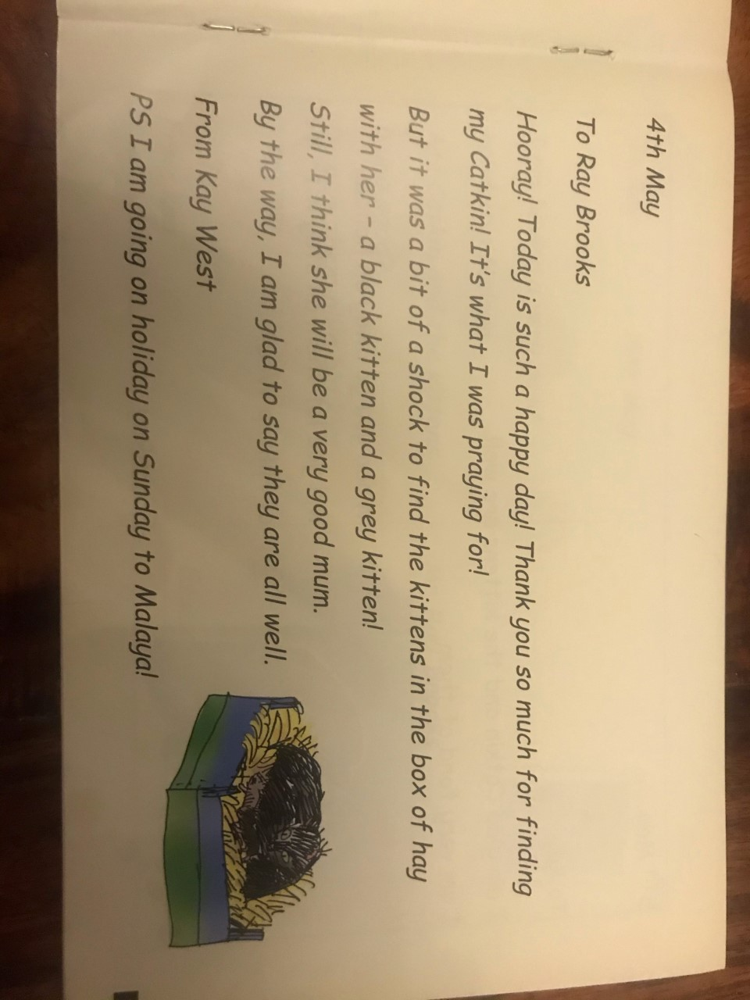 4th May
To Ray Brooks
Hooray! Today is such a happy day! Thank you so much for finding
my Catkin! It's what I was praying for!
But it was a bit of a shock to find the kittens in the box of hay
with her – a black kitten and a grey kitten!
Still, I think she will be a very good mum.
By the way, I am glad to say they are all well.
From Kay West
PS I am going on holiday on Sunday to Malaya!